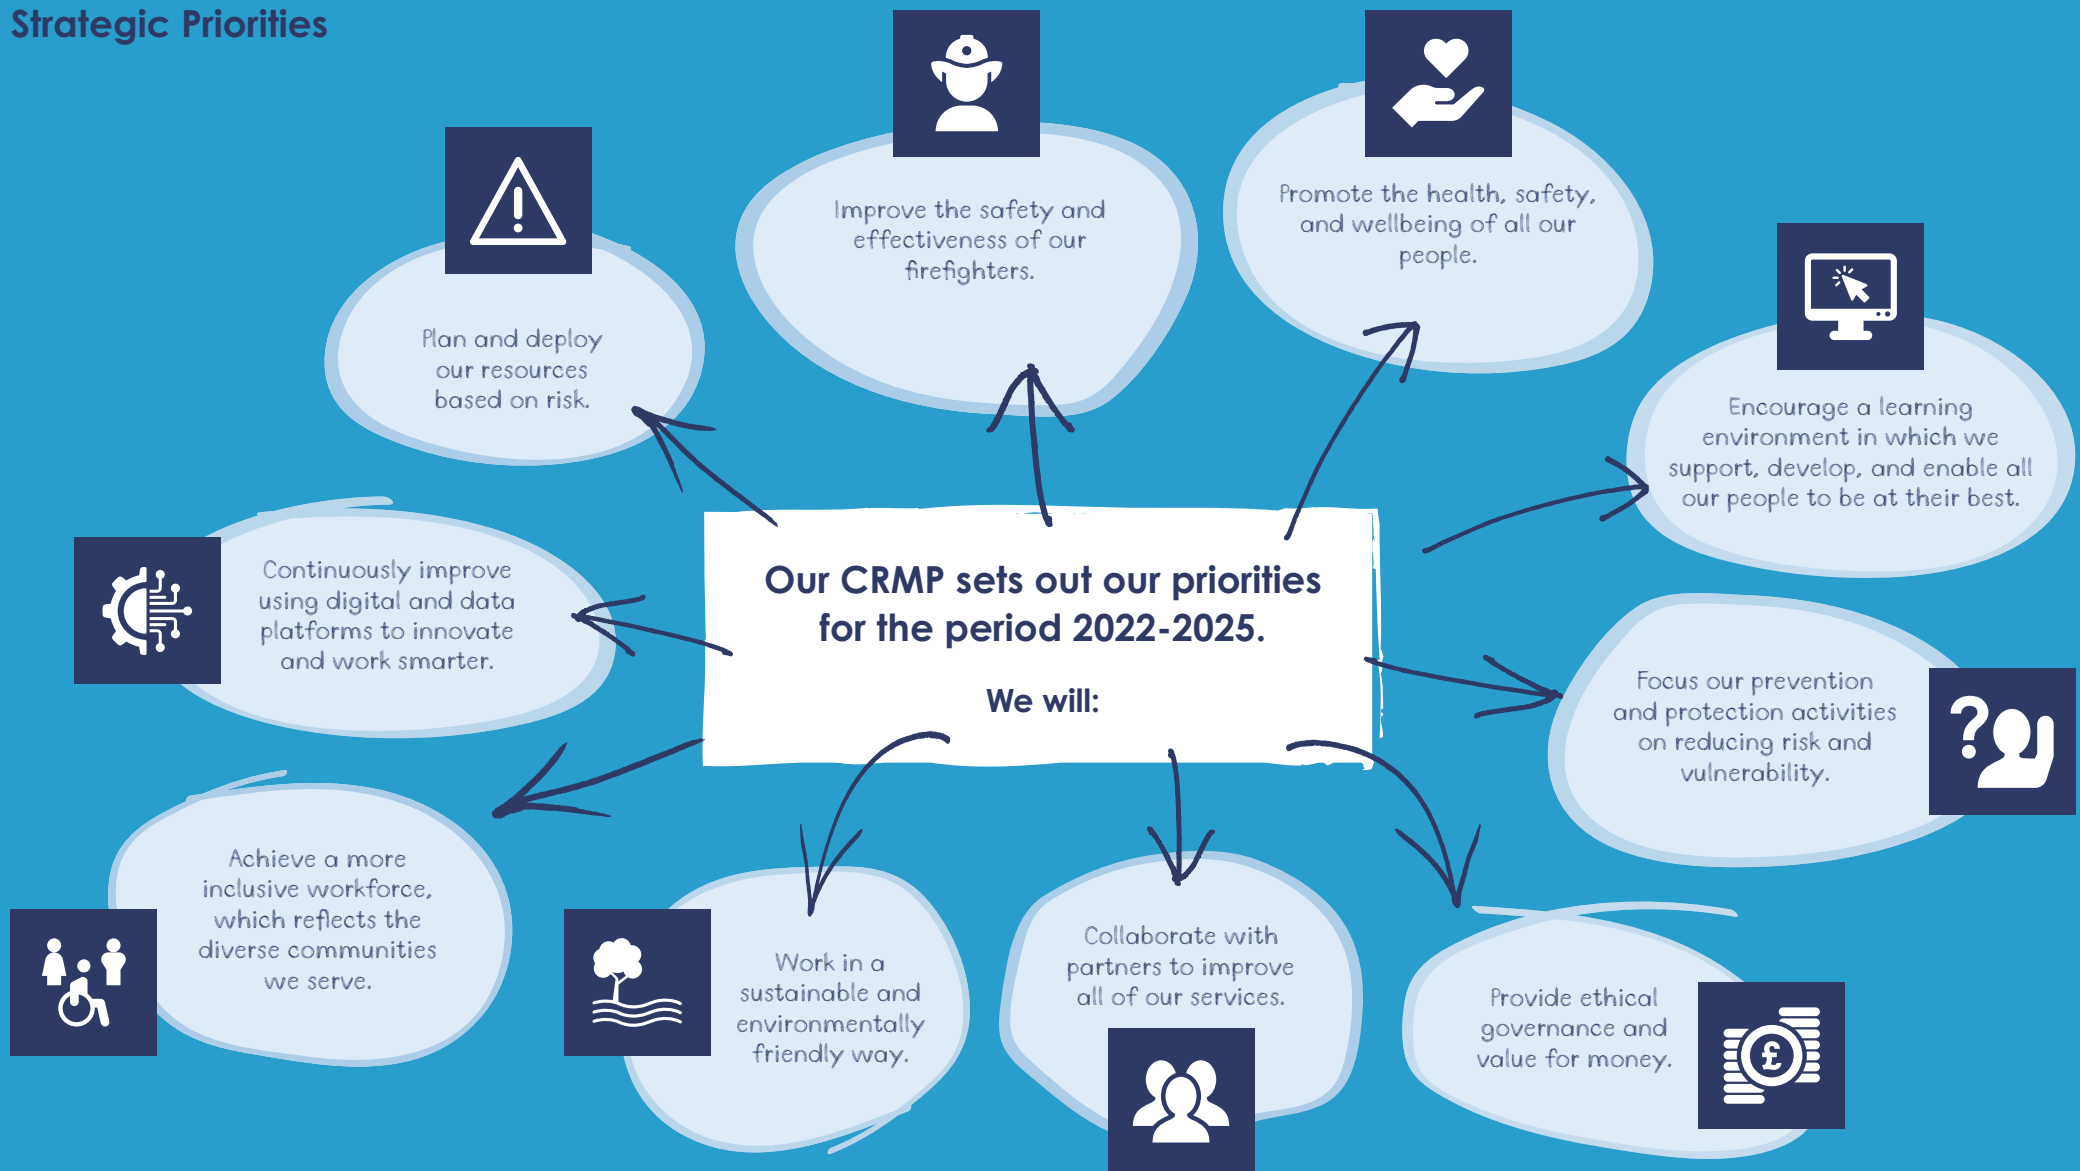 Strategic Priorities
Plan and deploy
our resources
based on risk.
Improve the safety and
effectiveness of our
firefighters.
Promote the health, safety,
and wellbeing of all our
people.
Encourage a learning
environment in which we
support, develop, and enable all
our people to be at their best.
Continuously improve
using digital and data
platforms to innovate
and work smarter.
Our CRMP sets out our priorities
for the period 2022-2025.
We will:
Focus our prevention
and protection activities
on reducing risk and
vulnerability.
Achieve a more
inclusive workforce,
which reflects the
diverse communities
we serve.
Work in a
sustainable and
environmentally
friendly way.
Collaborate with
partners to improve
all of our services.
Provide ethical
governance and
value for money.
?
£